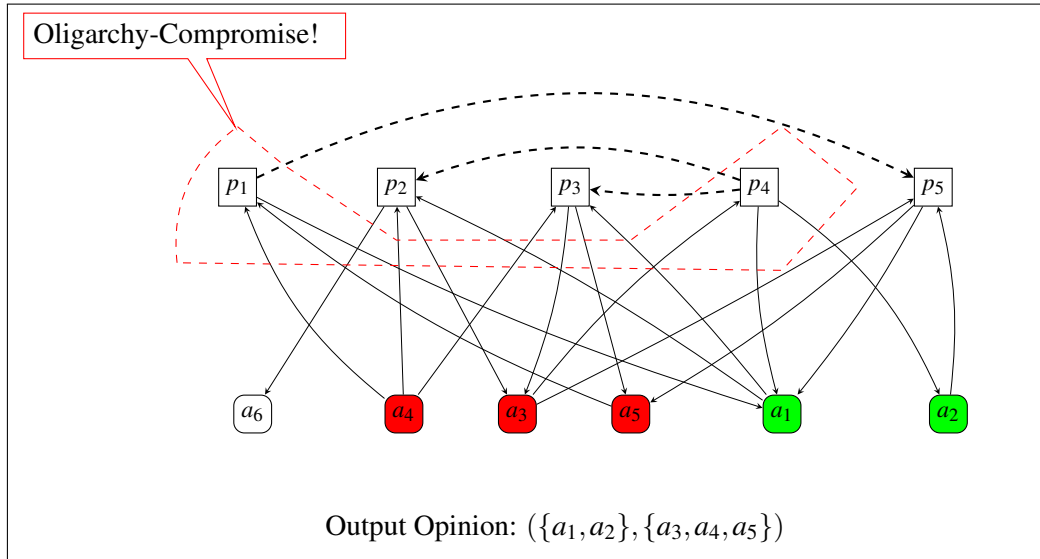 Oligarchy-Compromise!
p1 p2 p3 p4 p5
a6 a4 a3 a5 a1 a2
Output Opinion: ({a1,a2},{a3,a4,a5})